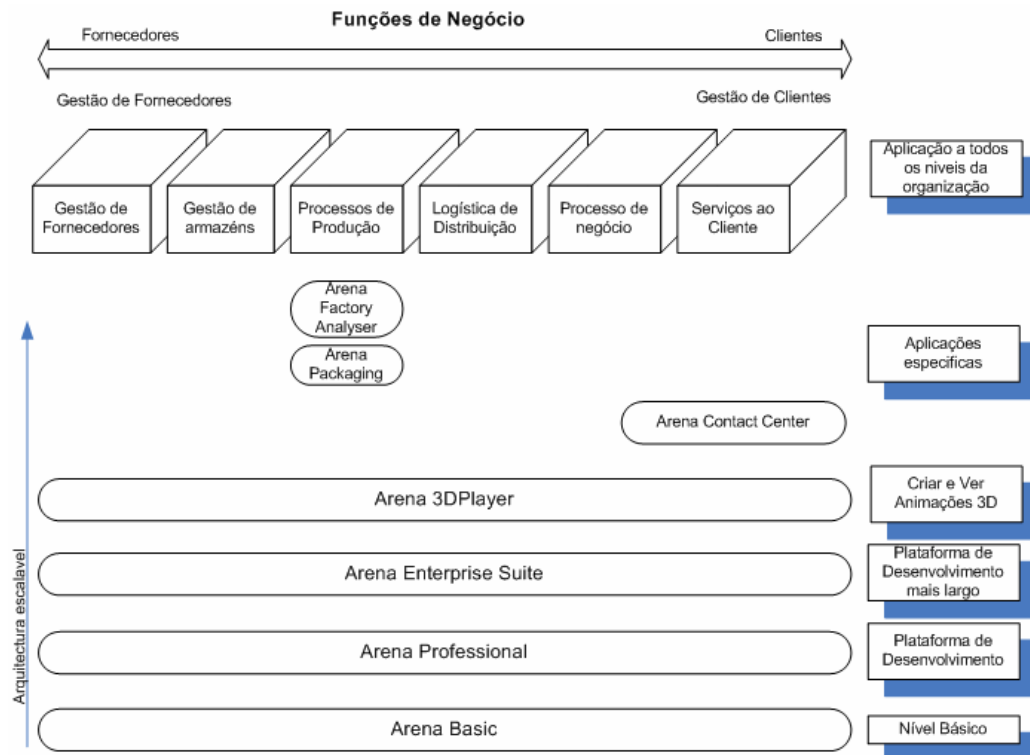 Funções de Negócio
Fornecedores
Clientes
Gestão de Fornecedores
Gestão de Clientes
Gestão de
Fornecedores
Gestão de
armazéns
Processos de
Produção
Logística de
Distribuição
Processo de
negócio
Serviços ao
Cliente
Aplicação a todos
os niveis da
organização
Arena
Factory
Analyser
Arena
Packaging
Aplicações
especificas
Arena Contact Center
Arena 3DPlayer
Criar e Ver
Animações 3D
Arena Enterprise Suite
Plataforma de
Desenvolvimento
mais largo
Arena Professional
Plataforma de
Desenvolvimento
Arena Basic
Nível Básico
Arquitectura escalavel